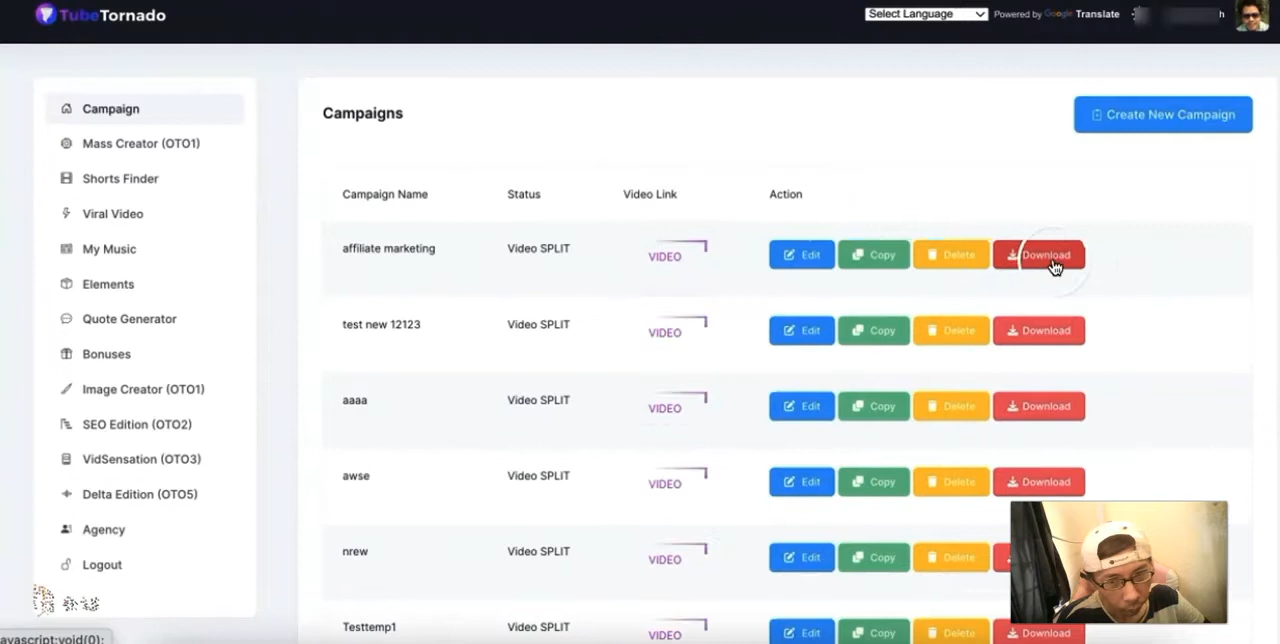 TubeTornado
Select Language Powered by Google Translate
h
Campaign
Mass Creator (OTO1)
Shorts Finder
Viral Video
My Music
Elements
Quote Generator
Bonuses
Image Creator (OTO1)
SEO Edition (OTO2)
VidSensation (OTO3)
Delta Edition (OTO5)
Agency
Logout
avascript:void(0);
Campaigns
Create New Campaign
Campaign Name Status Video Link Action
affiliate marketing Video SPLIT VIDEO Edit Copy Delete Download
test new 12123 Video SPLIT VIDEO Edit Copy Delete Download
aaaa Video SPLIT VIDEO Edit Copy Delete Download
awse Video SPLIT VIDEO Edit Copy Delete Download
nrew Video SPLIT VIDEO Edit Copy Delete
Testtemp1 Video SPLIT VIDEO Edit Copy Delete Download